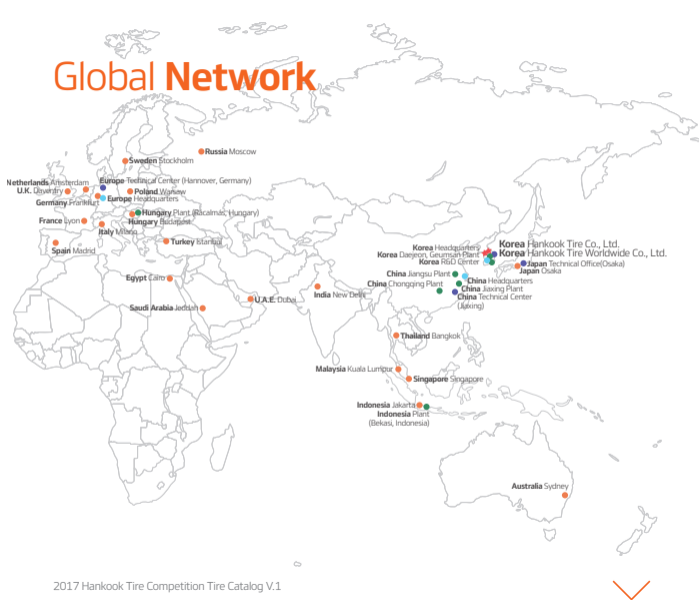 Global Network
Russia Moscow
Sweden Stockholm
Netherlands Amsterdam
Europe Technical Center (Hannover, Germany)
U.K. Daventry
Poland Warsaw
Germany Frankfurt
Europe Headquarters
Hungary Plant (Racalmas, Hungary)
France Lyon
Hungary Budapest
Italy Milano
Turkey Istanbul
Spain Madrid
Korea Hankook Tire Co., Ltd.
Korea Headquarters
Korea Hankook Tire Worldwide Co., Ltd.
Korea Daejeon, Geumsan Plant
Korea R&D Center
Japan Technical Office(Osaka)
Japan Osaka
Egypt Cairo
China Jiangsu Plant
China Headquarters
China Chongqing Plant
China Jiaxing Plant
India New Delhi
China Technical Center
(Jiaxing)
U.A.E. Dubai
Saudi Arabia Jeddah
Thailand Bangkok
Malaysia Kuala Lumpur
Singapore Singapore
Indonesia Jakarta
Indonesia Plant
(Bekasi, Indonesia)
Australia Sydney
2017 Hankook Tire Competition Tire Catalog V.1